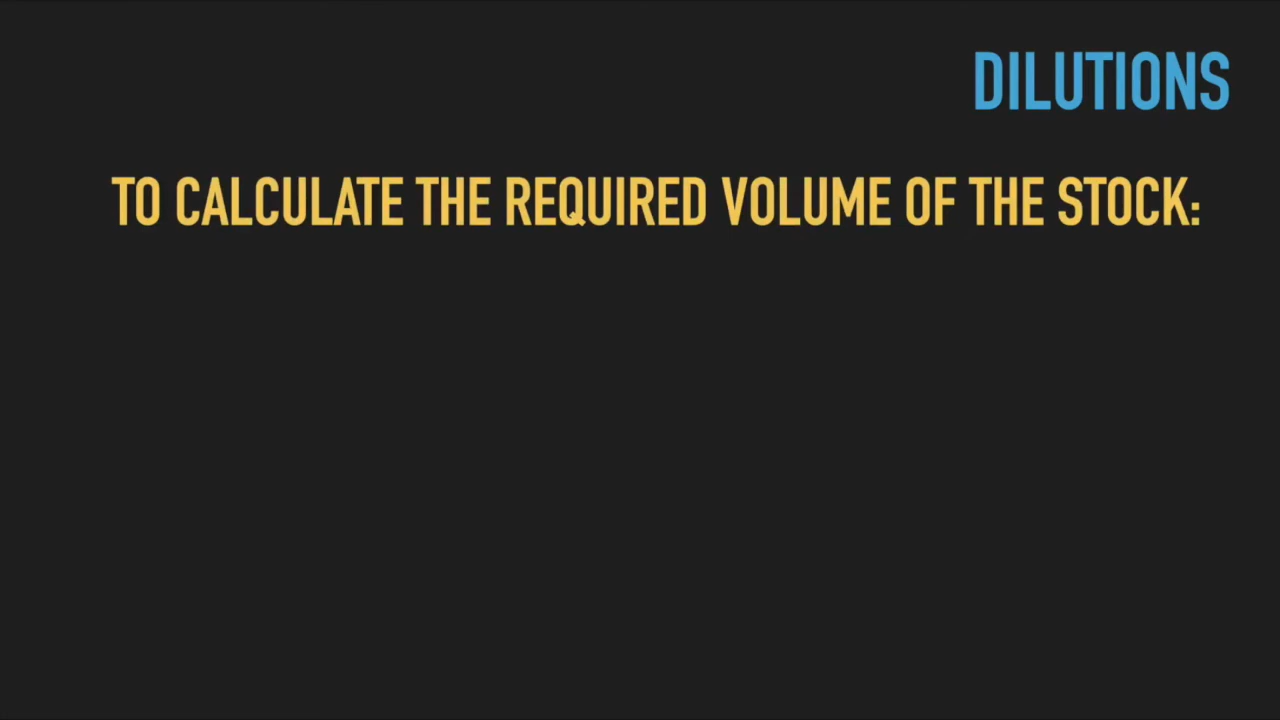 DILUTIONS
TO CALCULATE THE REQUIRED VOLUME OF THE STOCK: